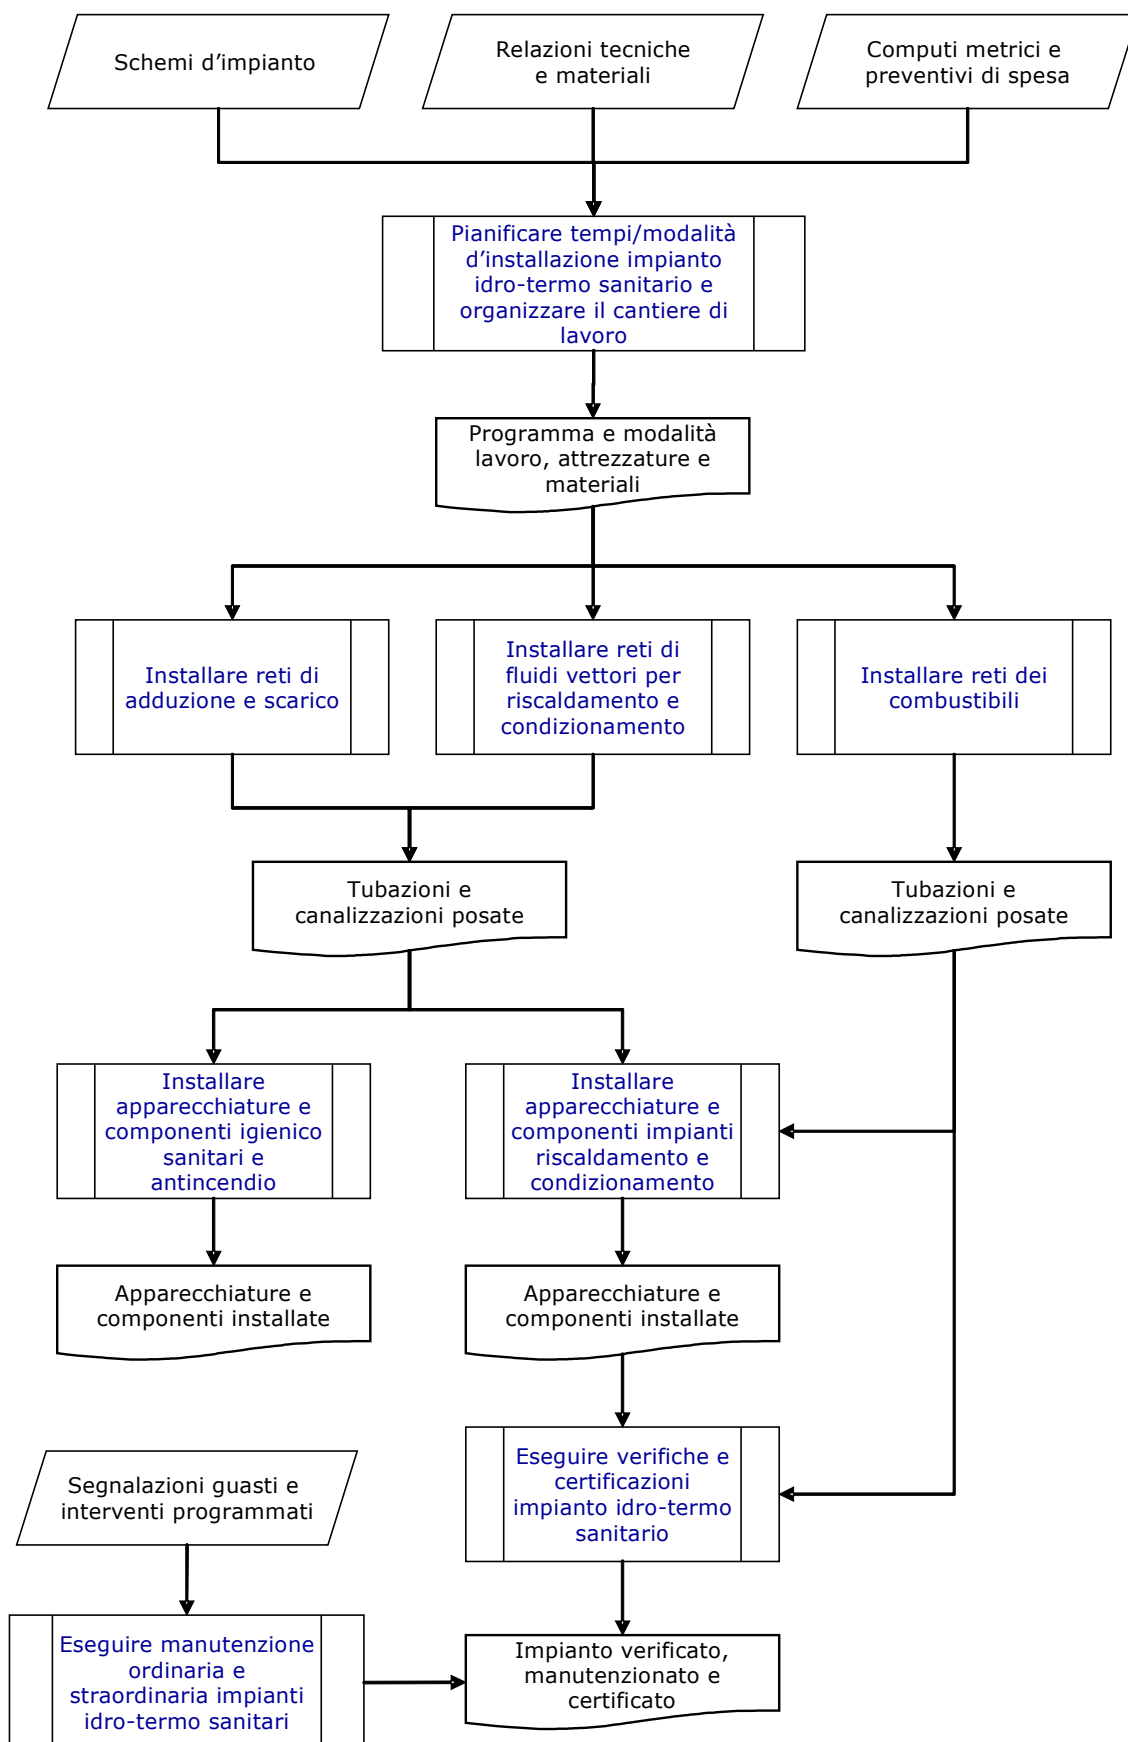 Schemi d’impianto
Relazioni tecniche
e materiali
Computi metrici e
preventivi di spesa
Pianificare tempi/modalità
d’installazione impianto
idro-termo sanitario e
organizzare il cantiere di
lavoro
Programma e modalità
lavoro, attrezzature e
materiali
Installare reti di
adduzione e scarico
Installare reti di
fluidi vettori per
riscaldamento e
condizionamento
Installare reti dei
combustibili
Tubazioni e
canalizzazioni posate
Tubazioni e
canalizzazioni posate
Installare
apparecchiature e
componenti igienico
sanitari e
antincendio
Installare
apparecchiature e
componenti impianti
riscaldamento e
condizionamento
Apparecchiature e
componenti installate
Apparecchiature e
componenti installate
Eseguire verifiche e
certificazioni
impianto idro-termo
sanitario
Segnalazioni guasti e
interventi programmati
Eseguire manutenzione
ordinaria e
straordinaria impianti
idro-termo sanitari
Impianto verificato,
manutenzionato e
certificato